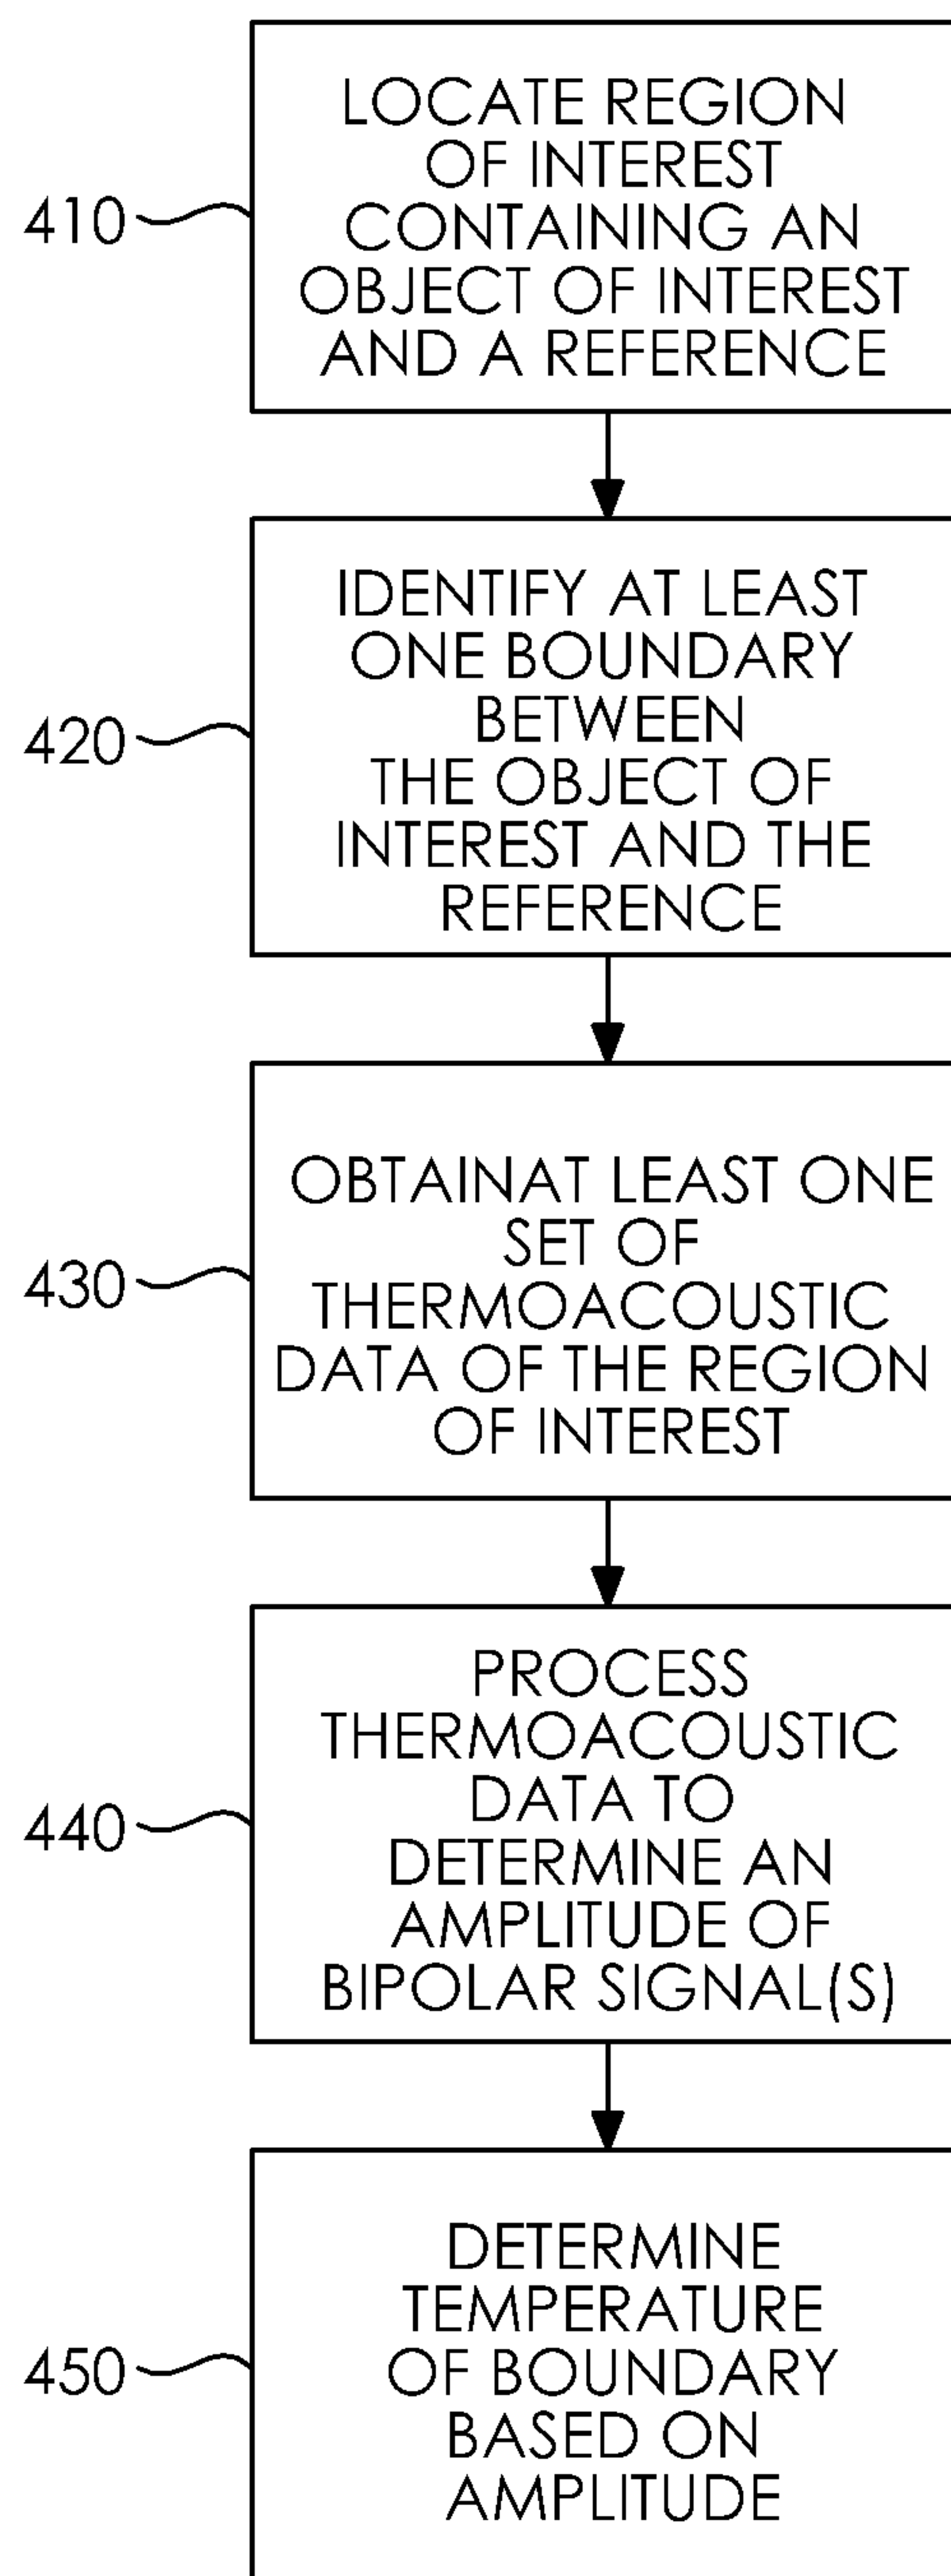 LOCATE REGION
OF INTEREST
410
CONTAINING AN
OBJECT OF INTEREST
AND A REFERENCE
IDENTIFY AT LEAST
ONE BOUNDARY
BETWEEN
420
THE OBJECT OF
INTEREST AND THE
REFERENCE
OBTAINAT LEAST ONE
SET OF
430
THERMOACOUSTIC
DATA OF THE REGION
OF INTEREST
PROCESS
THERMOACOUSTIC
DATA TO
440
DETERMINE AN
AMPLITUDE OF
BIPOLAR SIGNAL(S)
DETERMINE
TEMPERATURE
450
OF BOUNDARY
BASED ON
AMPLITUDE